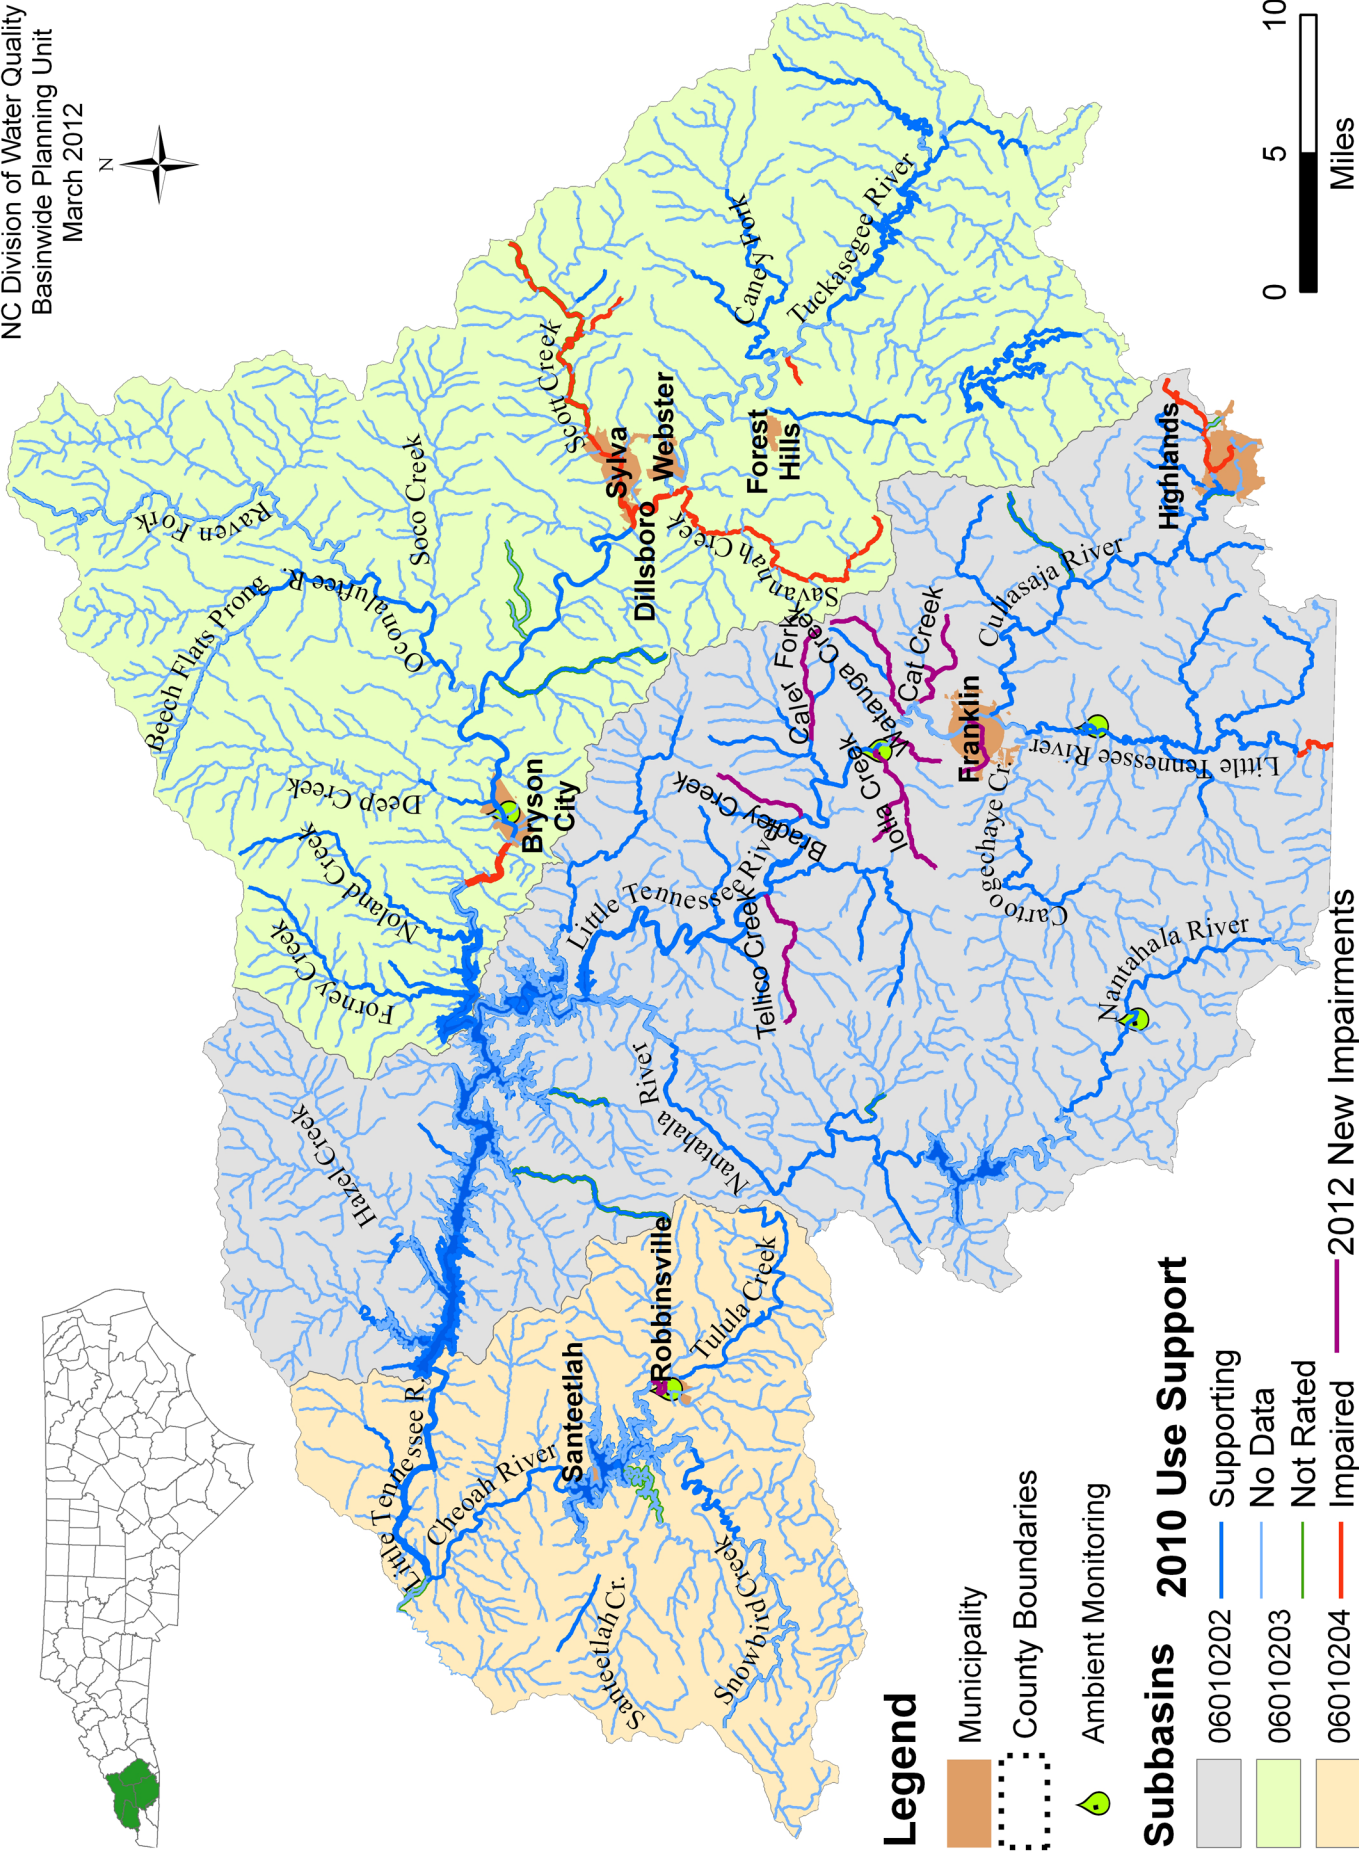 NC Division of Water Quality
Basinwide Planning Unit
March 2012
N
Raven Fork
Beech Flats Prong
Oconaluftee R.
Soco Creek
Deep Creek
Noland Creek
Forney Creek
Hazel Creek
Bryson
City
Scott Creek
Sylva
Webster
Dillsboro
Savannah Creek
Forest
Hills
Caney Fork
Tuckasegee River
Little Tennessee R.
Cheoah River
Santeetlah
Robbinsville
Tulula Creek
Santeetlah Cr.
Snowbird Creek
Nantahala
River
Little Tennessee River
Tellico Creek
Bradley Creek
Caler Fork
Watauga Creek
Cat Creek
Iotla Creek
Franklin
Cullasaja River
Highlands
Cartoogechaye Cr.
Little Tennessee River
Nantahala River
0
5
10
Miles
Legend
Municipality
County Boundaries
Ambient Monitoring
Subbasins
06010202
06010203
06010204
2010 Use Support
Supporting
No Data
Not Rated
Impaired
2012 New Impairments